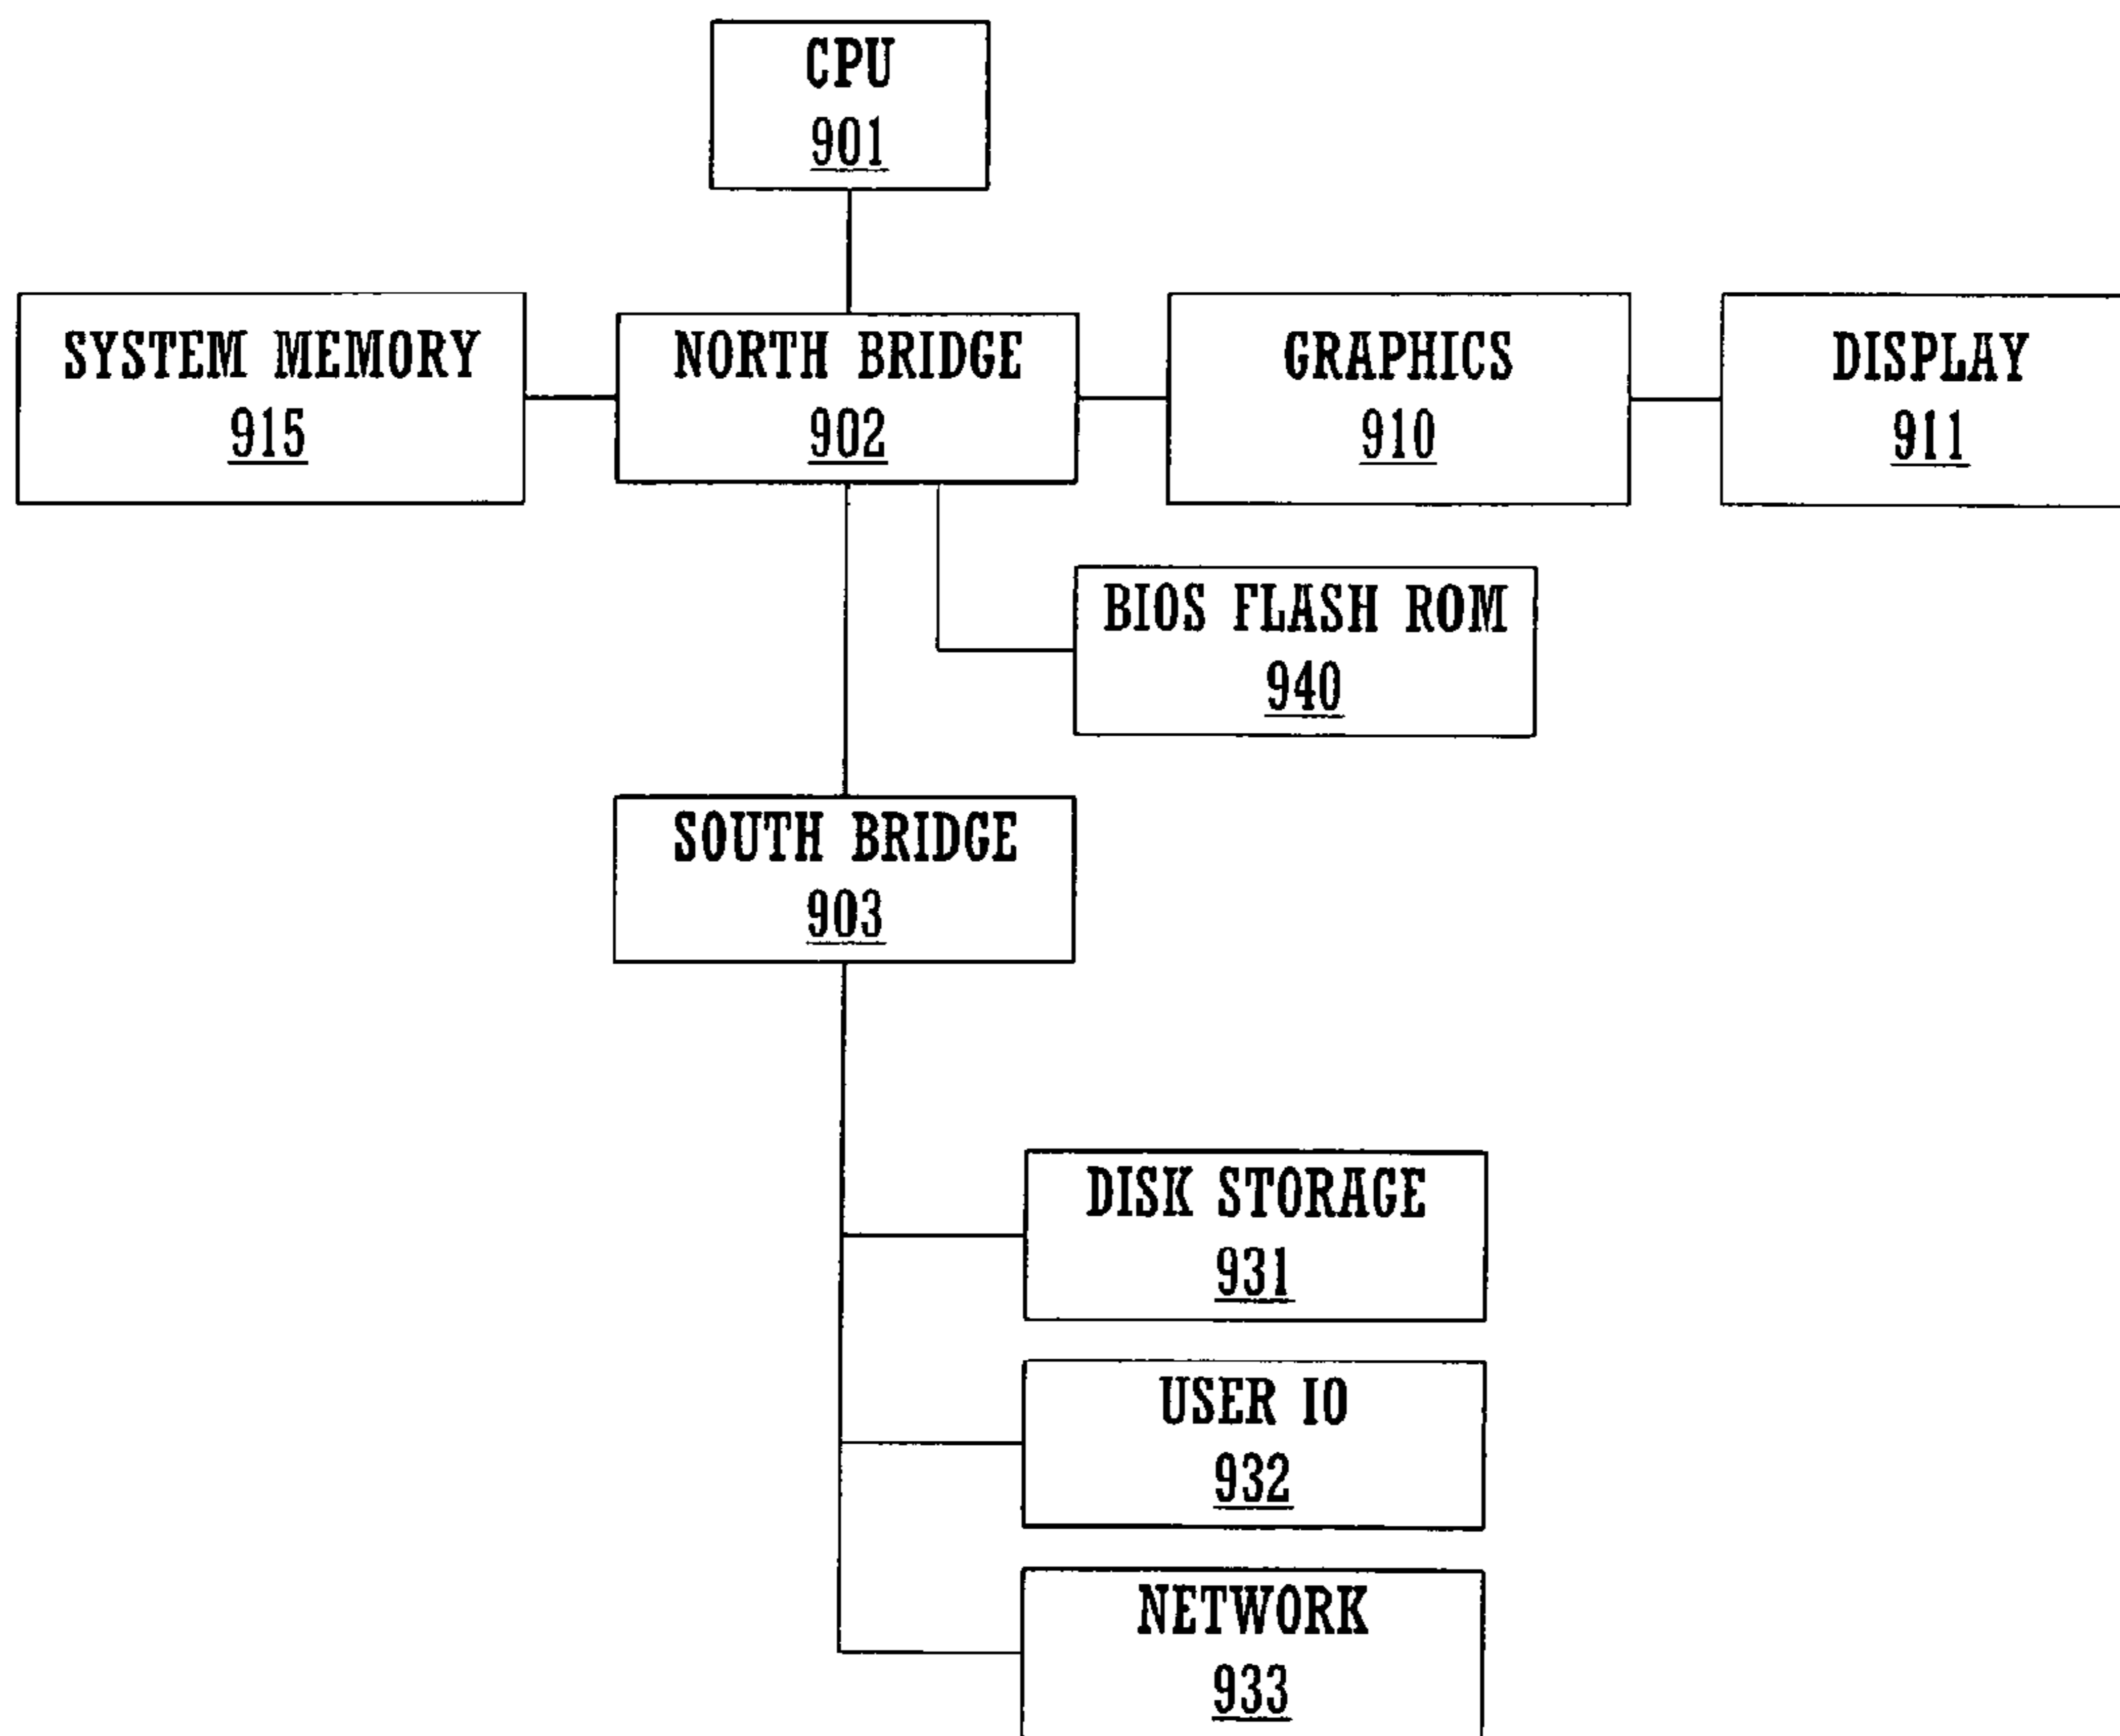 CPU
901
SYSTEM MEMORY
915
NORTH BRIDGE
902
GRAPHICS
910
DISPLAY
911
BIOS FLASH ROM
940
SOUTH BRIDGE
903
DISK STORAGE
931
USER IO
932
NETWORK
933